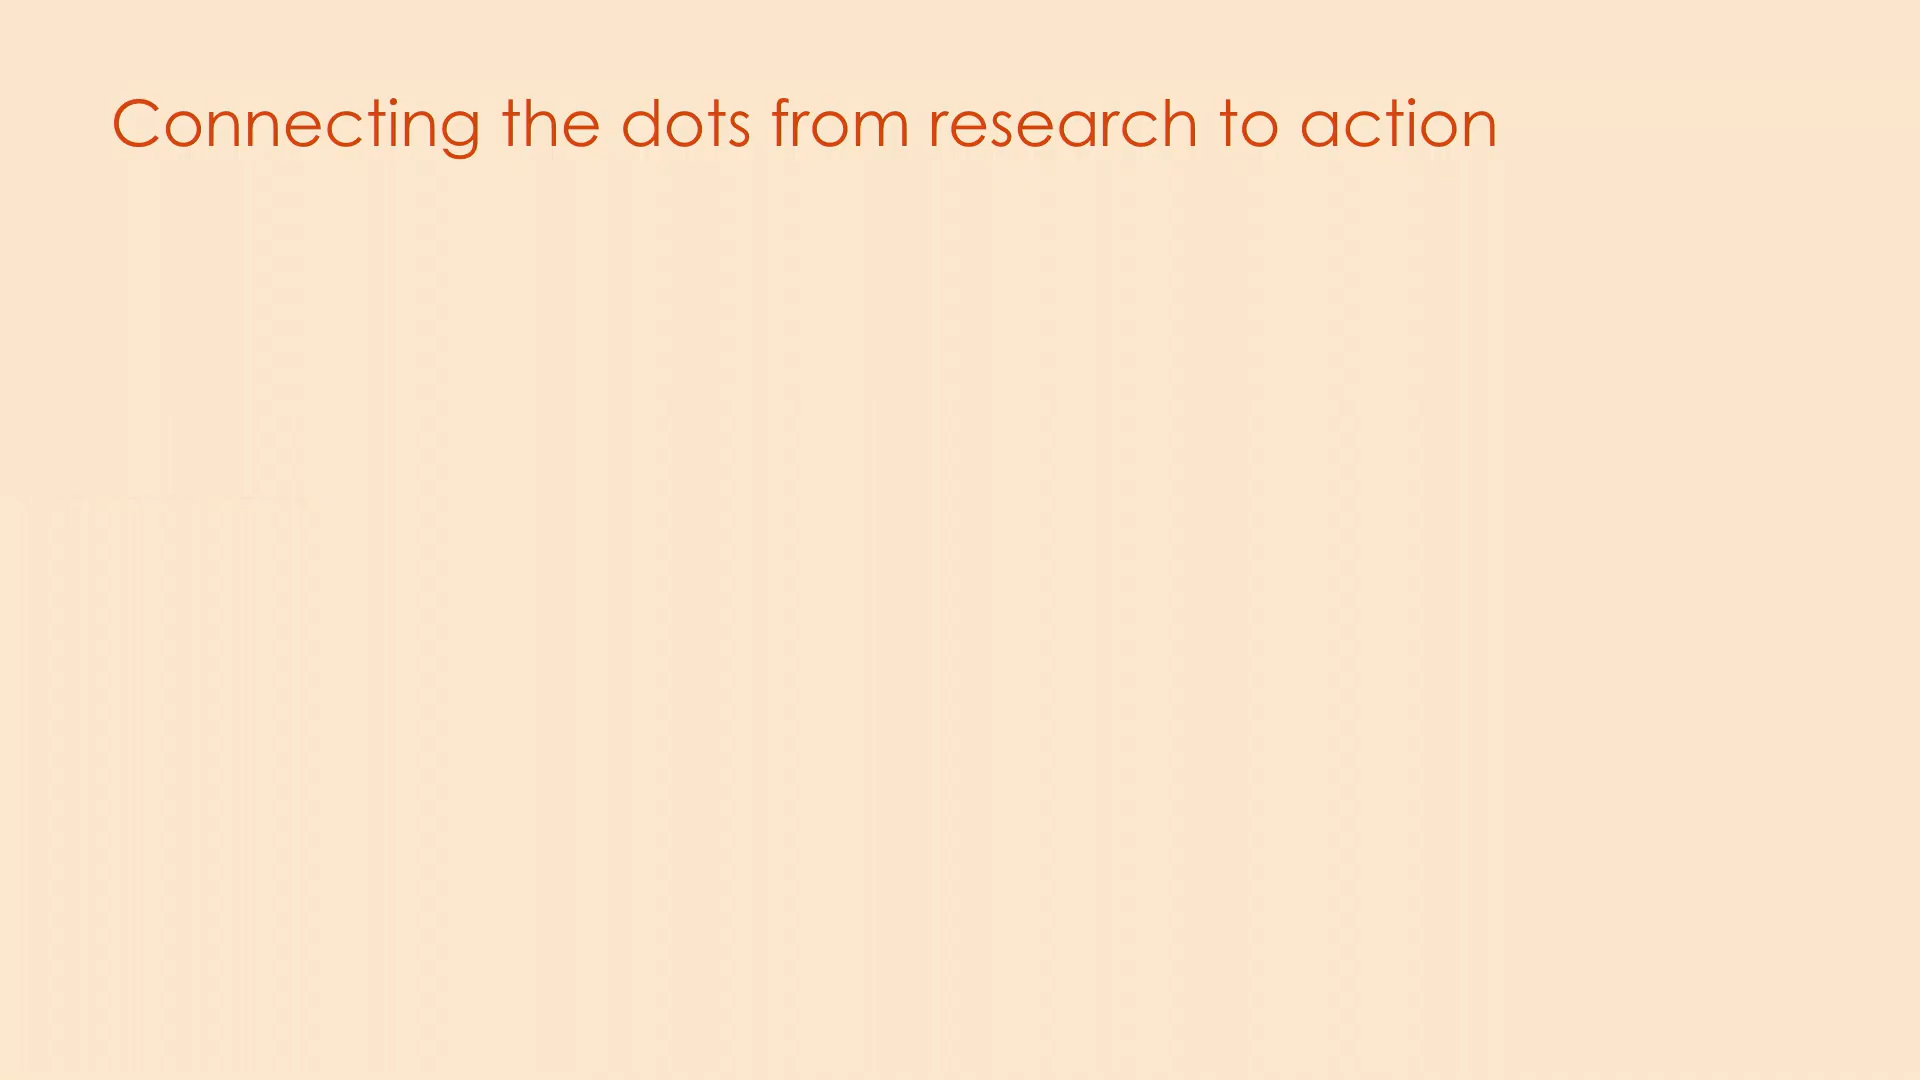 Connecting the dots from research to action